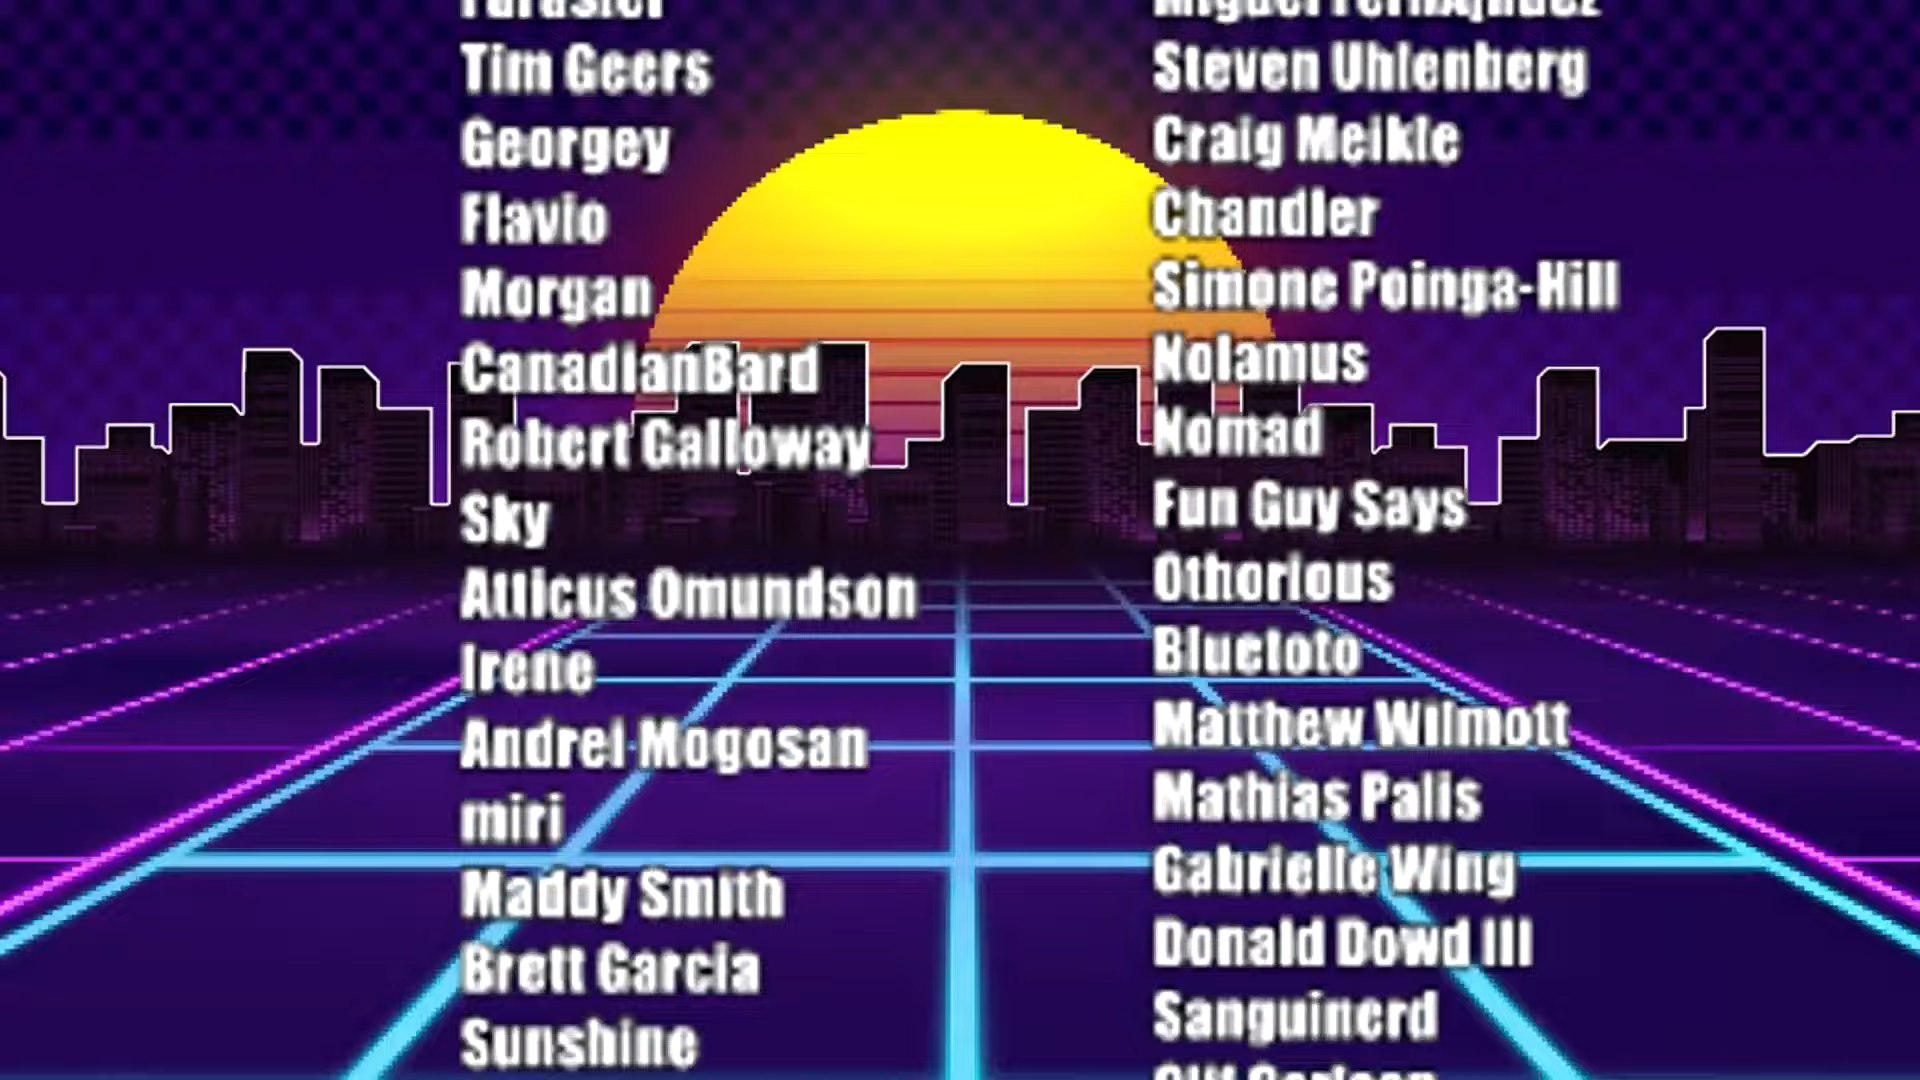 Tim Geers
Georgey
Flavio
Morgan
CanadianBard
Robert Galloway
Sky
Atticus Omundson
Irene
Andrei Mogosan
miri
Maddy Smith
Brett Garcia
Sunshine
Steven Uhlenberg
Craig Meikle
Chandler
Simone Poinga-Hill
Nolamus
Nomad
Fun Guy Says
Othorious
Bluetoto
Matthew Wilmott
Mathias Palis
Gabrielle Wing
Donald Dowd III
Sanguinerd